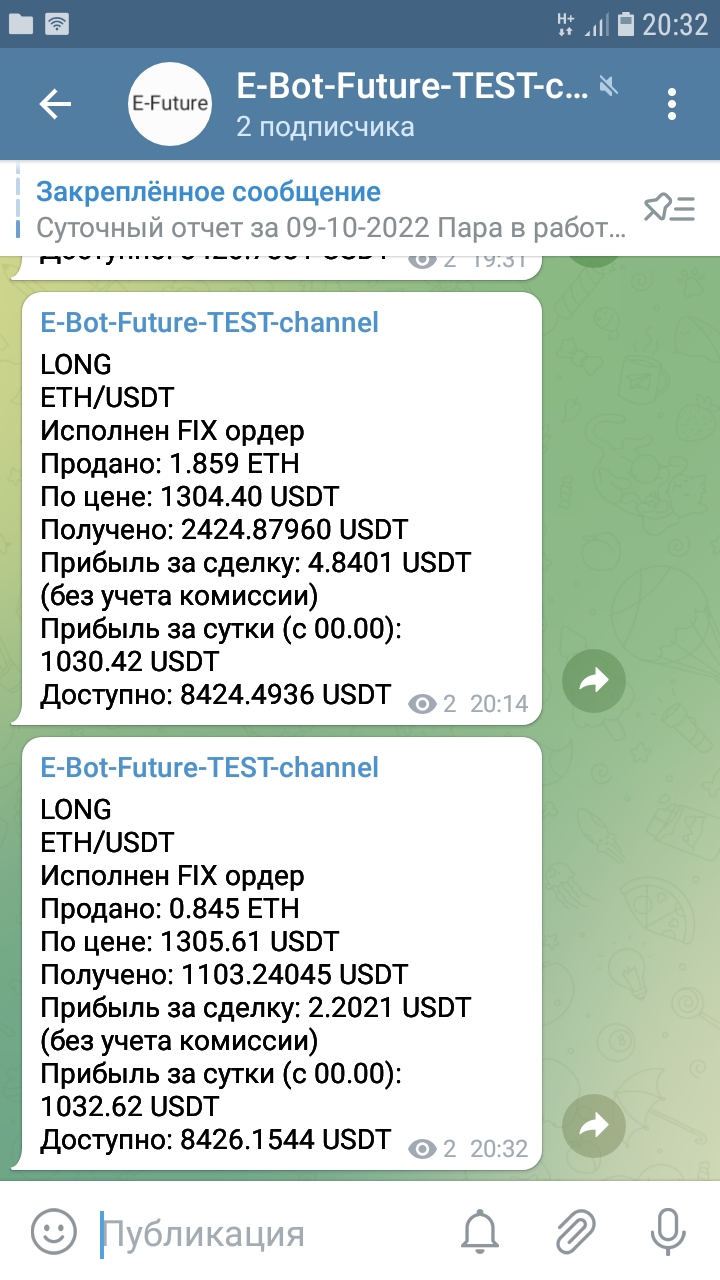 H+ 20:32
E-Future
E-Bot-Future-TEST-c...
2 подписчика
Закреплённое сообщение
Суточный отчет за 09-10-2022 Пара в работ...
2 19:31
E-Bot-Future-TEST-channel
LONG
ETH/USDT
Исполнен FIX ордер
Продано: 1.859 ETH
По цене: 1304.40 USDT
Получено: 2424.87960 USDT
Прибыль за сделку: 4.8401 USDT
(без учета комиссии)
Прибыль за сутки (с 00.00):
1030.42 USDT
Доступно: 8424.4936 USDT 2 20:14
E-Bot-Future-TEST-channel
LONG
ETH/USDT
Исполнен FIX ордер
Продано: 0.845 ETH
По цене: 1305.61 USDT
Получено: 1103.24045 USDT
Прибыль за сделку: 2.2021 USDT
(без учета комиссии)
Прибыль за сутки (с 00.00):
1032.62 USDT
Доступно: 8426.1544 USDT 2 20:32
Публикация